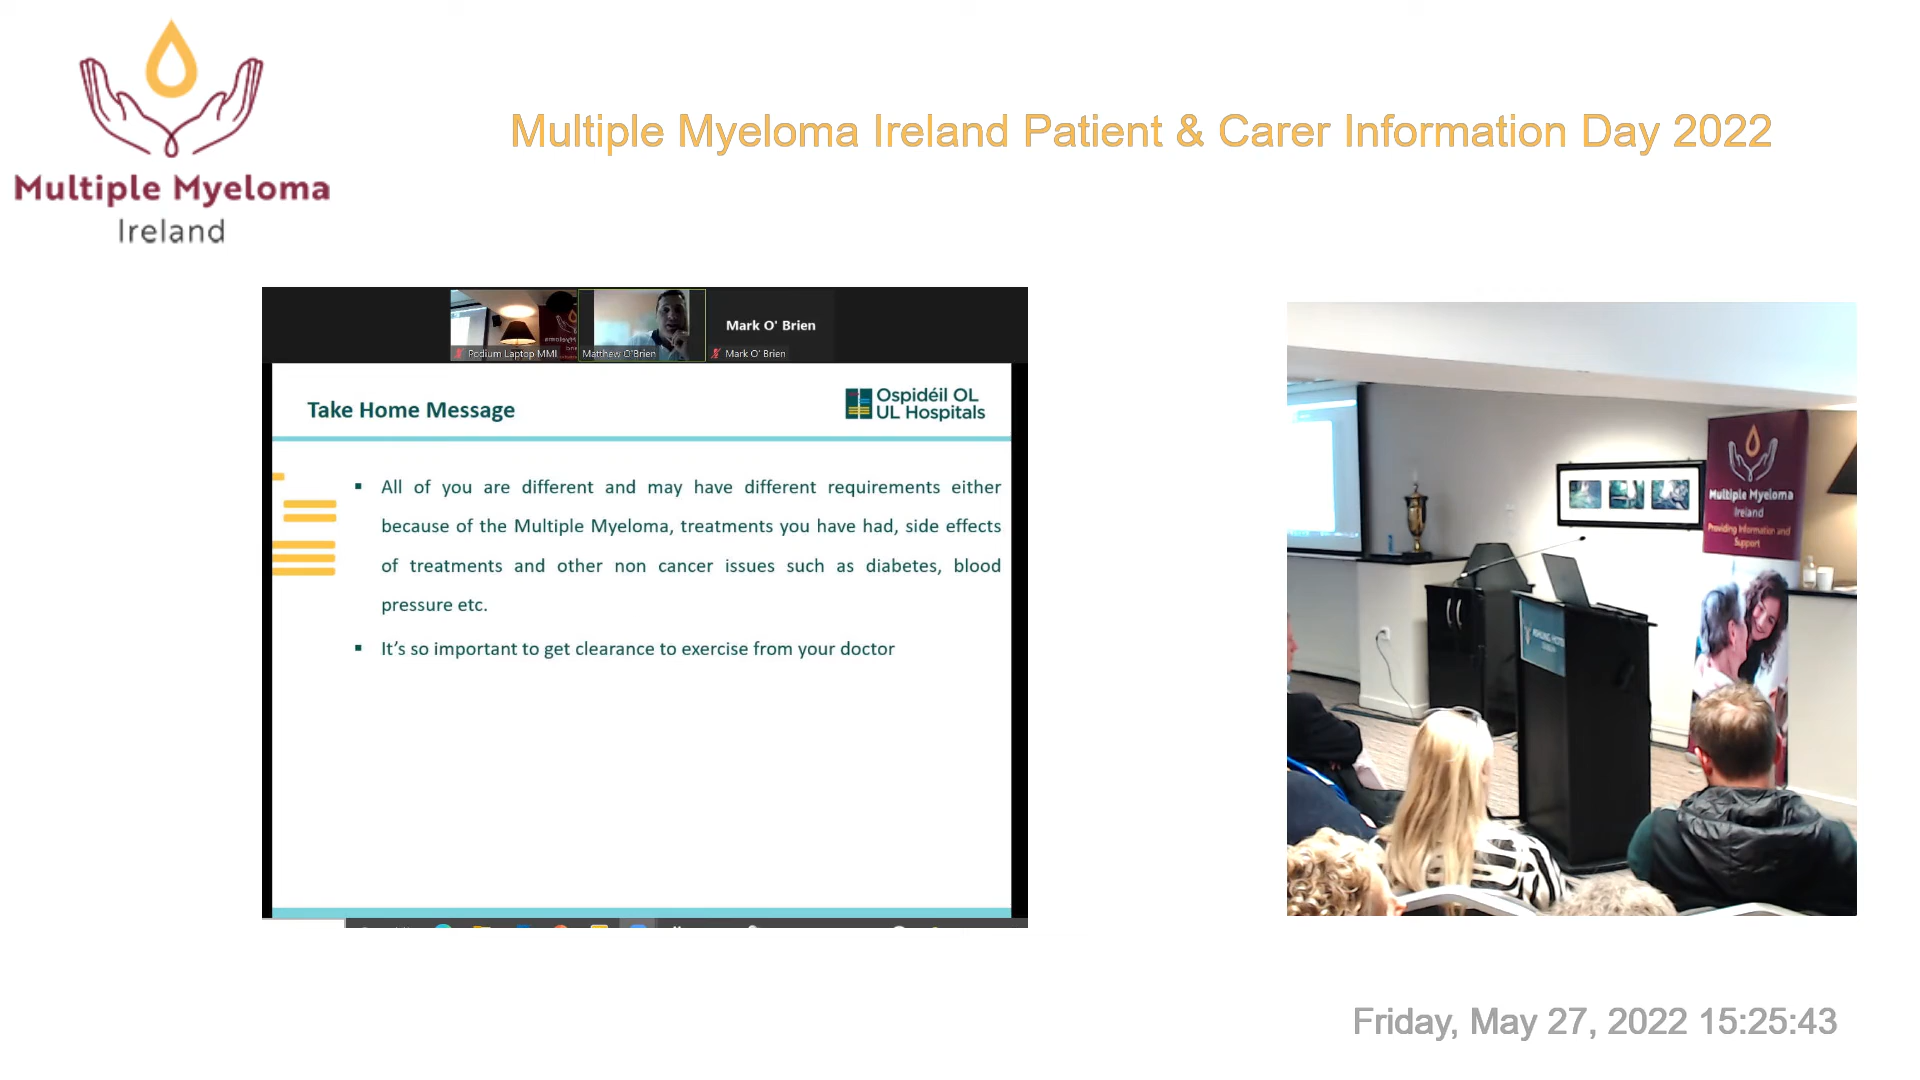 Multiple Myeloma
Ireland
Multiple Myeloma Ireland Patient & Carer Information Day 2022
Mark O' Brien
Podium Laptop MMI
Matthew O'Brien
Mark O' Brien
Take Home Message
Ospidéil OL
UL Hospitals
▪ All of you are different and may have different requirements either
because of the Multiple Myeloma, treatments you have had, side effects
of treatments and other non cancer issues such as diabetes, blood
pressure etc.
▪ It's so important to get clearance to exercise from your doctor
Multiple Myeloma
Ireland
Providing Information and
Support
Friday, May 27, 2022 15:25:43